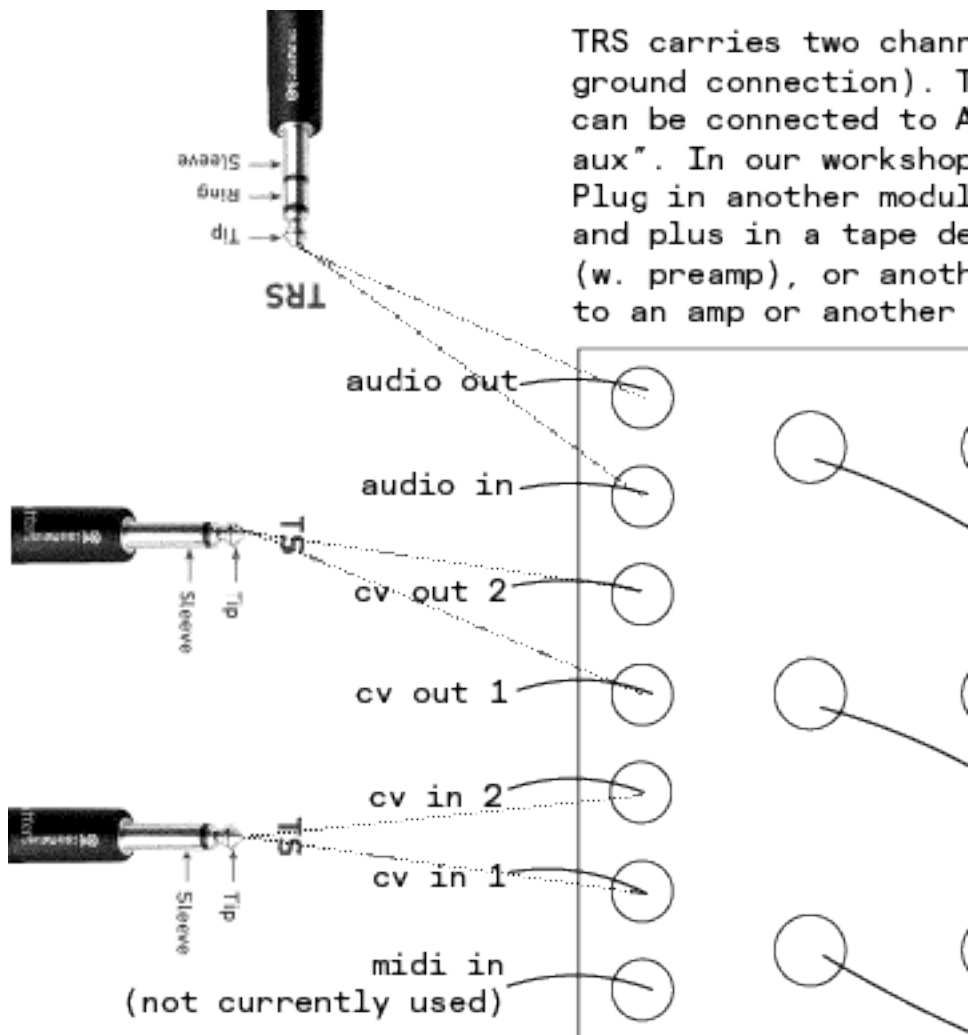 TRS carries two chann
ground connection). T
can be connected to A
aux". In our workshop
Plug in another modul
and plus in a tape de
(w. preamp), or anoth
to an amp or another
Sleeve
Ring
Tip
TRS
audio out
audio in
TS
Tip
Sleeve
cv out 2
cv out 1
cv in 2
TS
cv in 1
Tip
Sleeve
midi in
(not currently used)